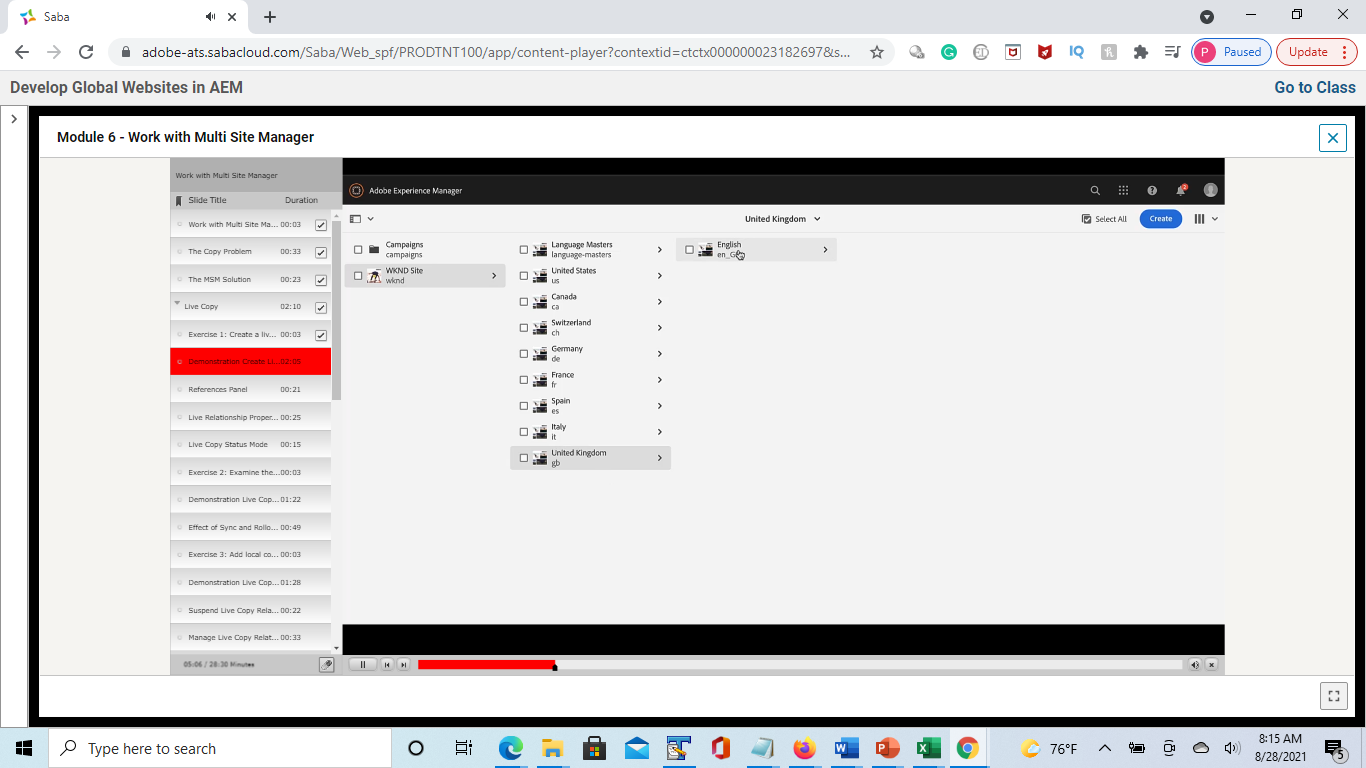 Saba
adobe-ats.sabacloud.com/Saba/Web_spf/PRODTNT100/app/content-player?contextid=ctctx000000023182697&s...
P
Paused
Update
Develop Global Websites in AEM
Go to Class
Module 6 - Work with Multi Site Manager
Work with Multi Site Manager
Slide Title Duration
Work with Multi Site Ma... 00:03
The Copy Problem 00:33
The MSM Solution 00:23
Live Copy 02:10
Exercise 1: Create a liv... 00:03
Demonstration Create Li... 02:05
References Panel 00:21
Live Relationship Proper... 00:25
Live Copy Status Mode 00:15
Exercise 2: Examine the... 00:03
Demonstration Live Cop... 01:22
Effect of Sync and Rollo... 00:49
Exercise 3: Add local co... 00:03
Demonstration Live Cop... 01:28
Suspend Live Copy Rela... 00:22
Manage Live Copy Relat... 00:33
05:06 / 28:30 Minutes
Adobe Experience Manager
United Kingdom
Select All
Create
Campaigns
campaigns
WKND Site
wknd
Language Masters
language-masters
United States
us
Canada
ca
Switzerland
ch
Germany
de
France
fr
Spain
es
Italy
it
United Kingdom
gb
English
Type here to search
76°F
8:15 AM
8/28/2021
5